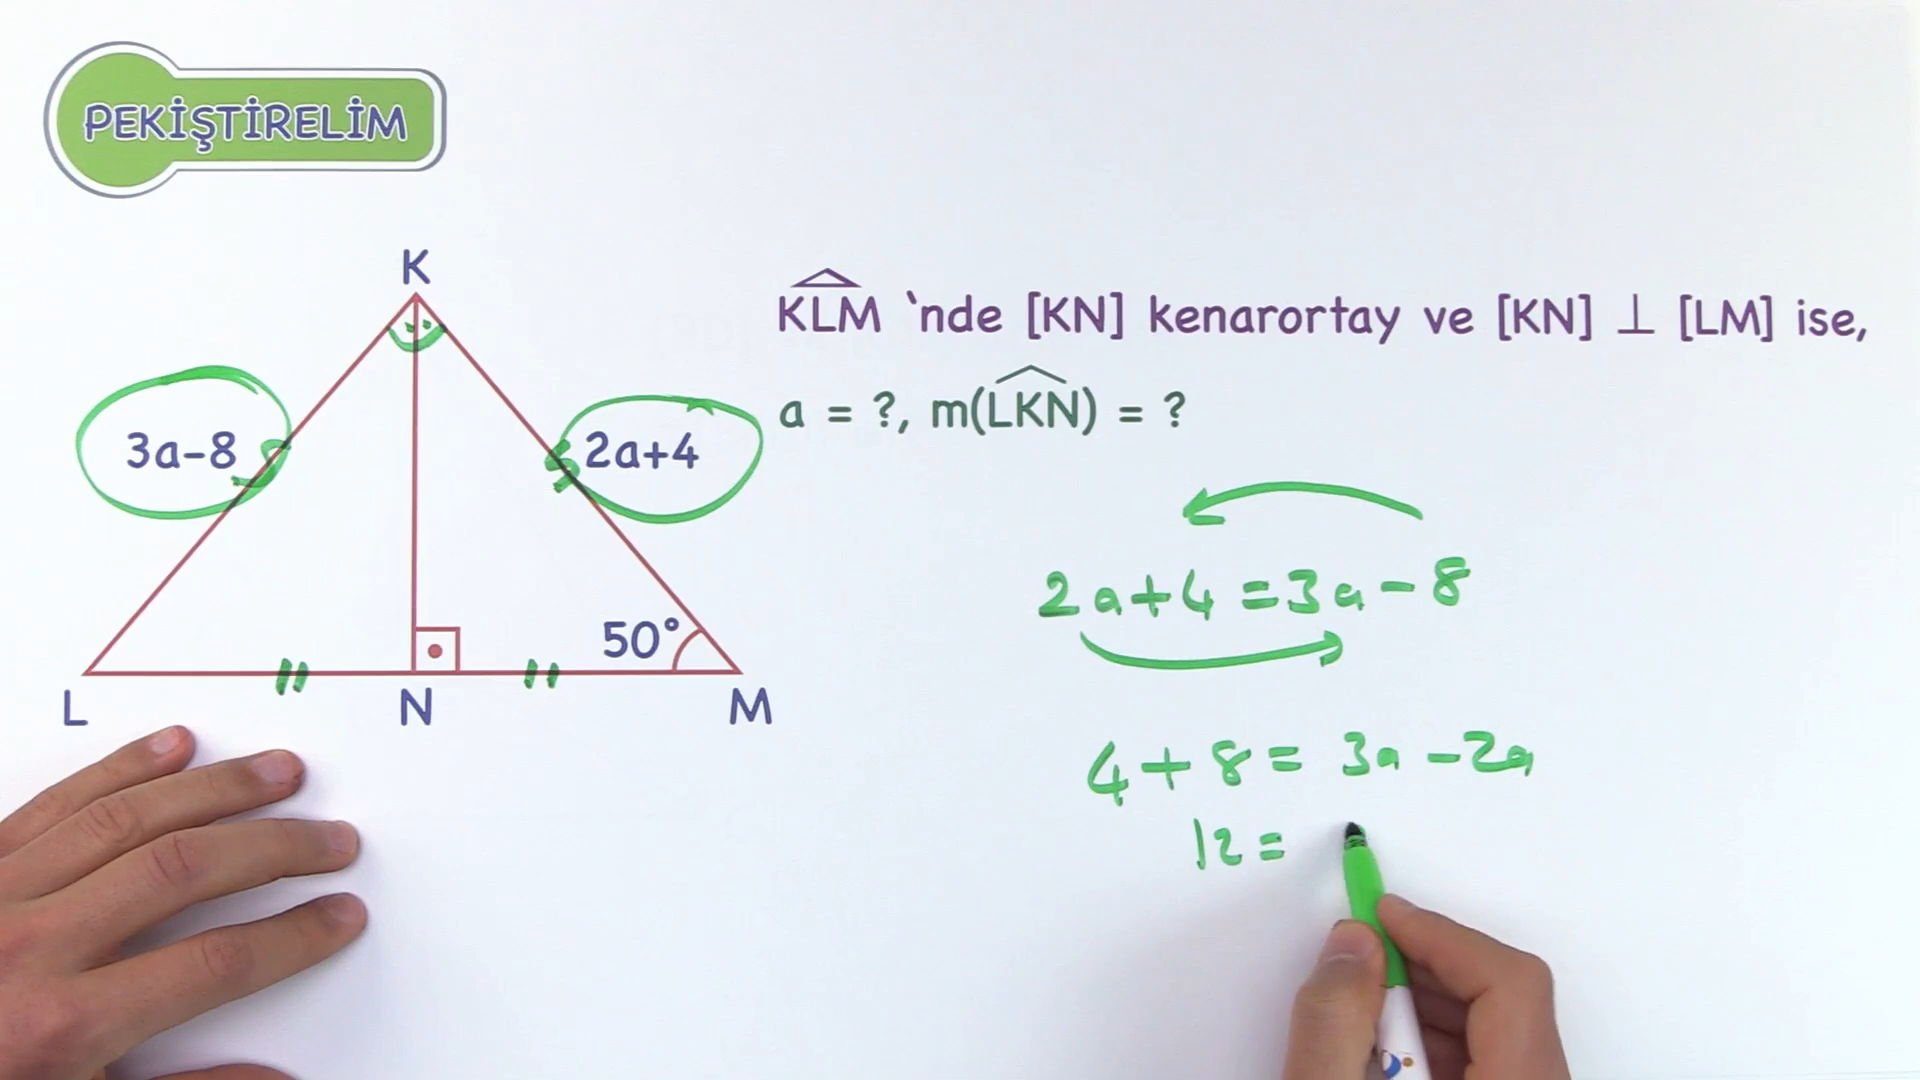 PEKİŞTİRELİM
K
3a-8
2a+4
50°
L
N
M
KLM 'nde [KN] kenarortay ve [KN] ⊥ [LM] ise,
a = ?, m(LKN) = ?
2a+4=3a-8
4+8=3a-2a
12=